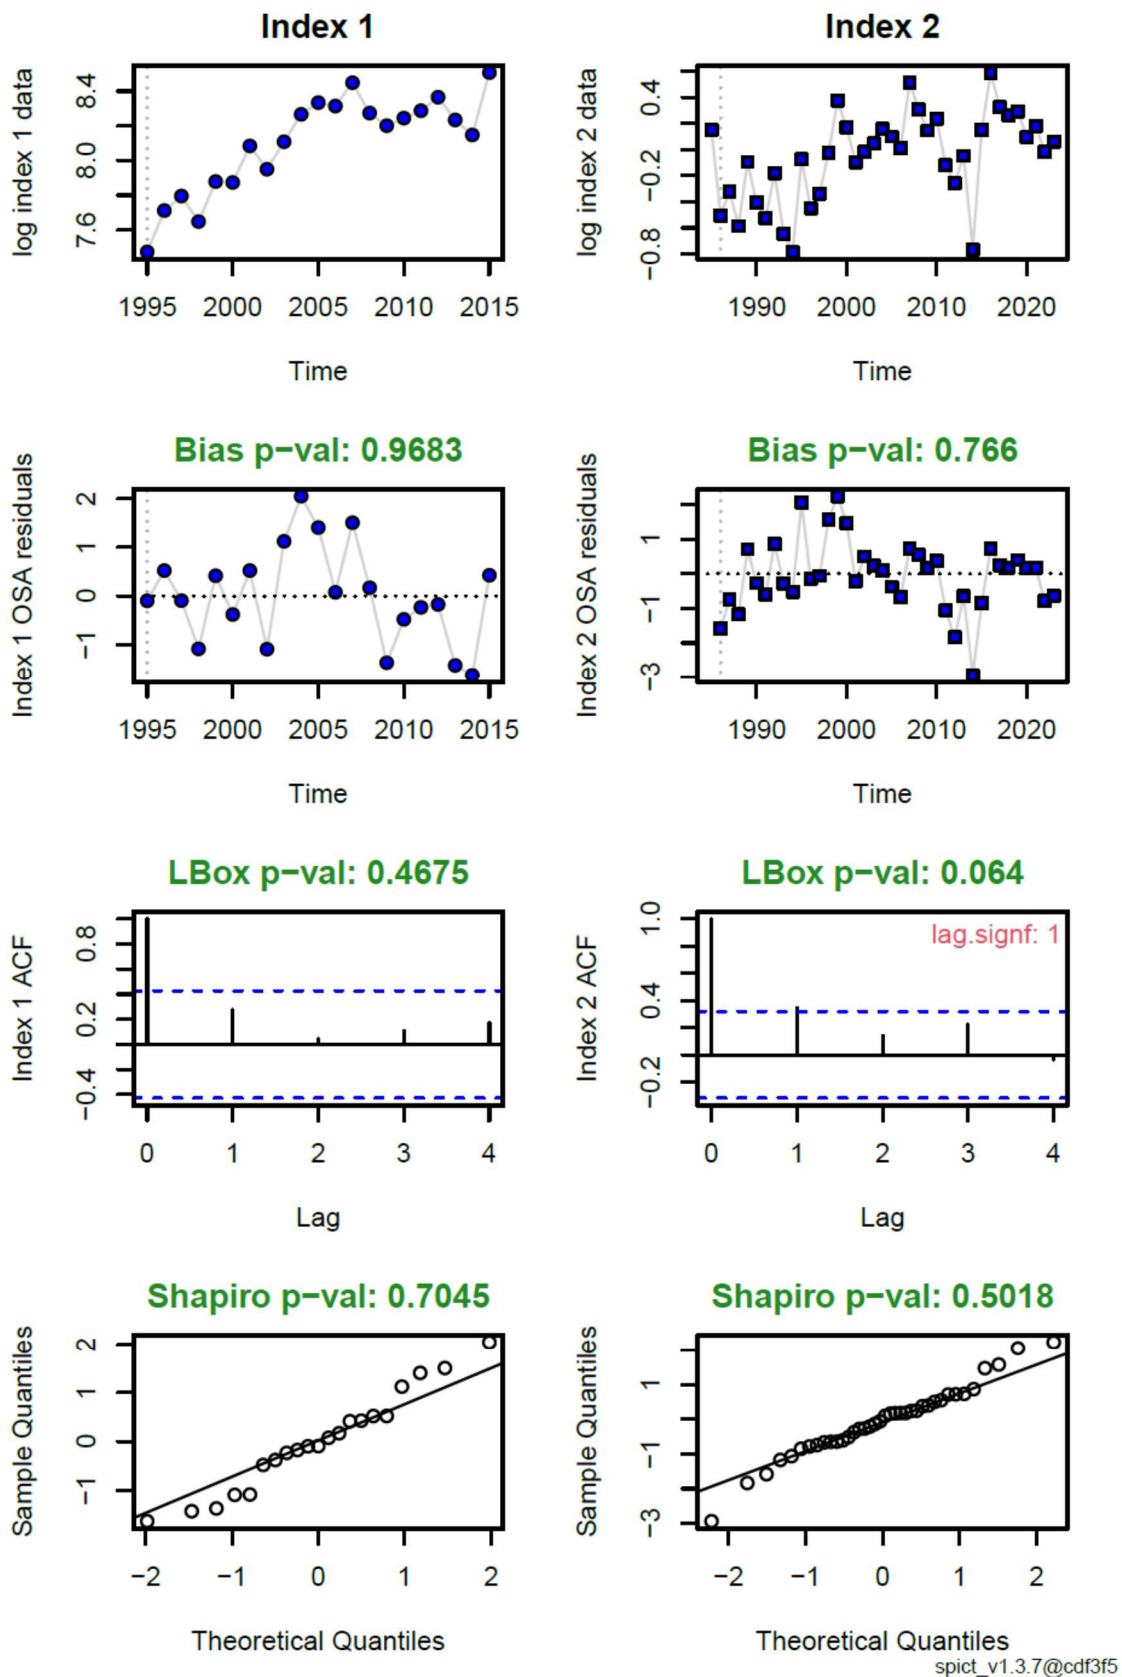 Index 1
log index 1 data
8.4
8.0
7.6
1995 2000 2005 2010 2015
Time
Index 2
log index 2 data
0.4
−0.2
−0.8
1990 2000 2010 2020
Time
Bias p−val: 0.9683
Index 1 OSA residuals
2
1
0
−1
1995 2000 2005 2010 2015
Time
Bias p−val: 0.766
Index 2 OSA residuals
1
−1
−3
1990 2000 2010 2020
Time
LBox p−val: 0.4675
Index 1 ACF
0.8
0.2
−0.4
0 1 2 3 4
Lag
LBox p−val: 0.064
Index 2 ACF
1.0
0.4
−0.2
lag.signf: 1
0 1 2 3 4
Lag
Shapiro p−val: 0.7045
Sample Quantiles
2
1
0
−1
−2 −1 0 1 2
Theoretical Quantiles
Shapiro p−val: 0.5018
Sample Quantiles
1
−1
−3
−2 −1 0 1 2
Theoretical Quantiles
spict_v1.3.7@cdf3f5